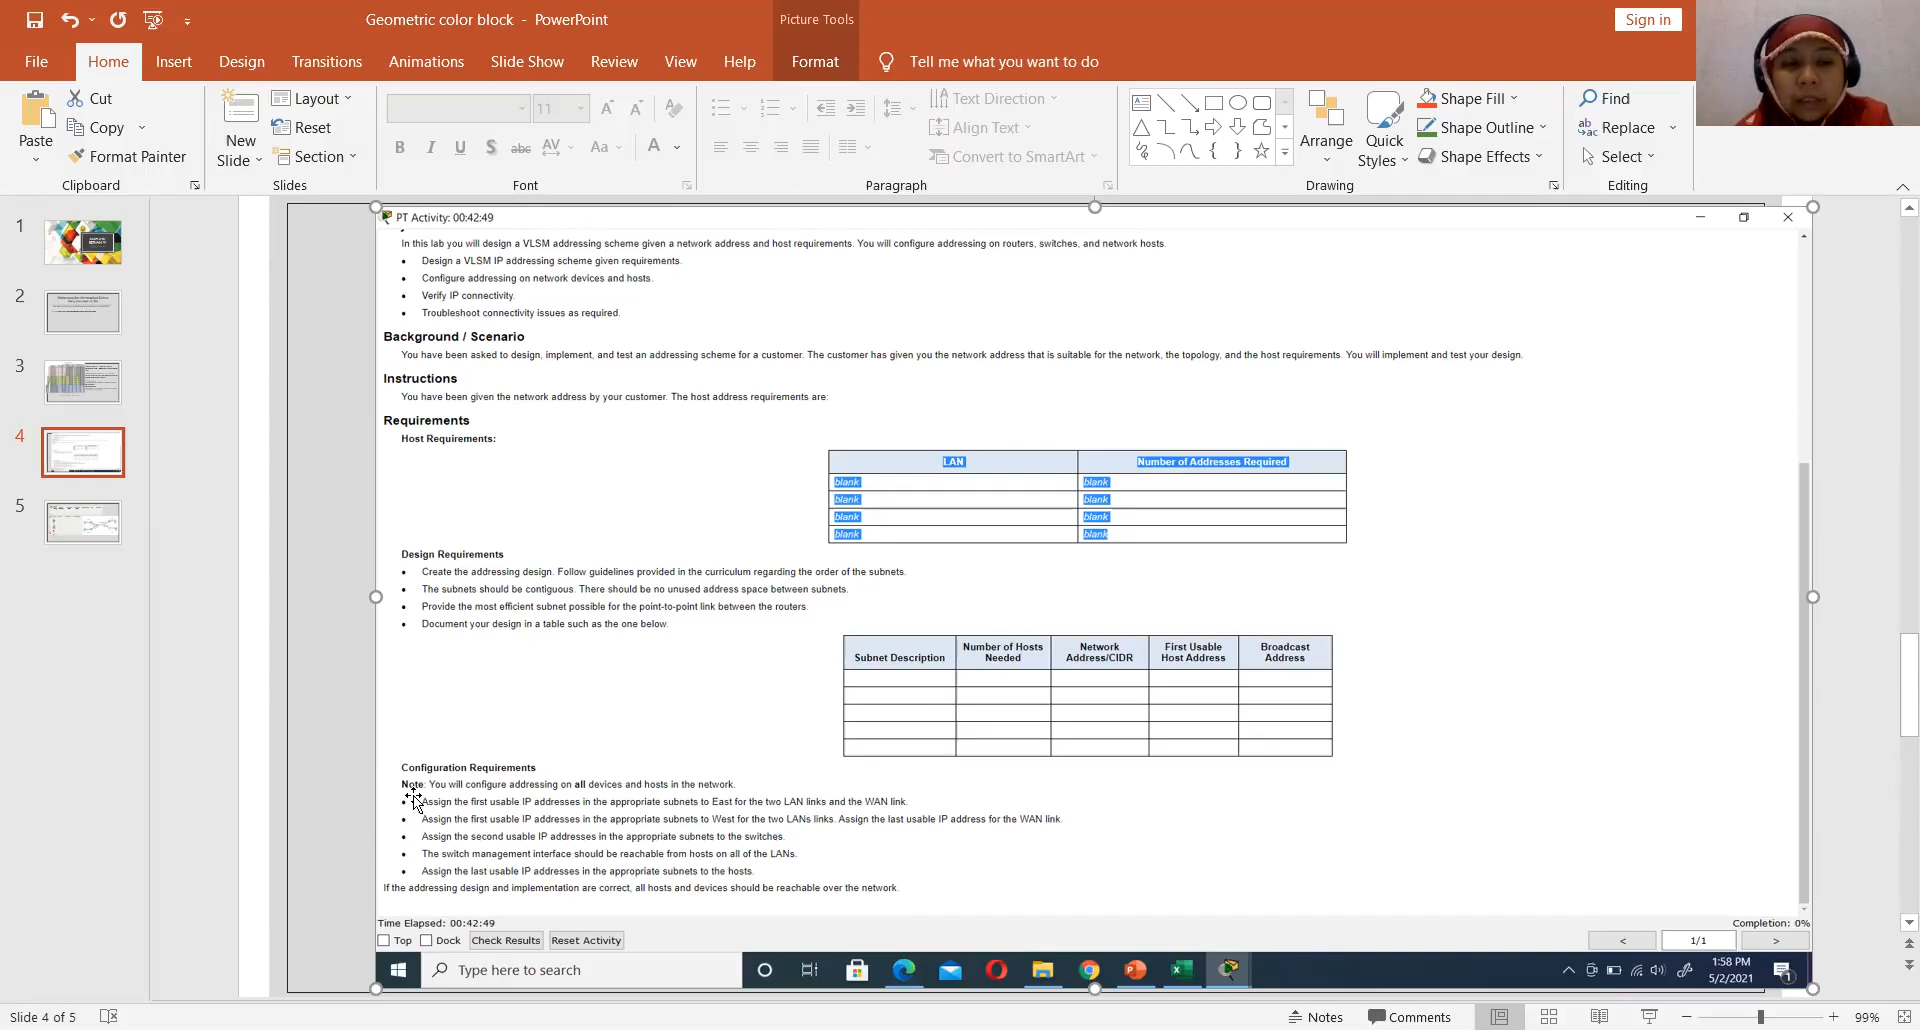 Geometric color block - PowerPoint
Picture Tools
Sign in
File
Home
Insert
Design
Transitions
Animations
Slide Show
Review
View
Help
Format
Tell me what you want to do
Paste
Cut
Copy
Format Painter
Clipboard
New Slide
Layout
Reset
Section
Slides
11
B I U S abc AV Aa A
Font
Text Direction
Align Text
Convert to SmartArt
Paragraph
Arrange
Quick Styles
Shape Fill
Shape Outline
Shape Effects
Drawing
Find
Replace
Select
Editing
1
2
3
4
5
PT Activity: 00:42:49
In this lab you will design a VLSM addressing scheme given a network address and host requirements. You will configure addressing on routers, switches, and network hosts.
• Design a VLSM IP addressing scheme given requirements.
• Configure addressing on network devices and hosts.
• Verify IP connectivity.
• Troubleshoot connectivity issues as required.
Background / Scenario
You have been asked to design, implement, and test an addressing scheme for a customer. The customer has given you the network address that is suitable for the network, the topology, and the host requirements. You will implement and test your design.
Instructions
You have been given the network address by your customer. The host address requirements are:
Requirements
Host Requirements:
LAN Number of Addresses Required
blank blank
blank blank
blank blank
blank blank
Design Requirements
• Create the addressing design. Follow guidelines provided in the curriculum regarding the order of the subnets.
• The subnets should be contiguous. There should be no unused address space between subnets.
• Provide the most efficient subnet possible for the point-to-point link between the routers.
• Document your design in a table such as the one below.
Subnet Description
Number of Hosts Needed
Network Address/CIDR
First Usable Host Address
Broadcast Address
Configuration Requirements
Note: You will configure addressing on all devices and hosts in the network.
• Assign the first usable IP addresses in the appropriate subnets to East for the two LAN links and the WAN link.
• Assign the first usable IP addresses in the appropriate subnets to West for the two LANs links. Assign the last usable IP address for the WAN link.
• Assign the second usable IP addresses in the appropriate subnets to the switches.
• The switch management interface should be reachable from hosts on all of the LANs.
• Assign the last usable IP addresses in the appropriate subnets to the hosts.
If the addressing design and implementation are correct, all hosts and devices should be reachable over the network.
Time Elapsed: 00:42:49
Completion: 0%
Top
Dock
Check Results
Reset Activity
<
1/1
>
Type here to search
1:58 PM
5/2/2021
1
Slide 4 of 5
Notes
Comments
99%